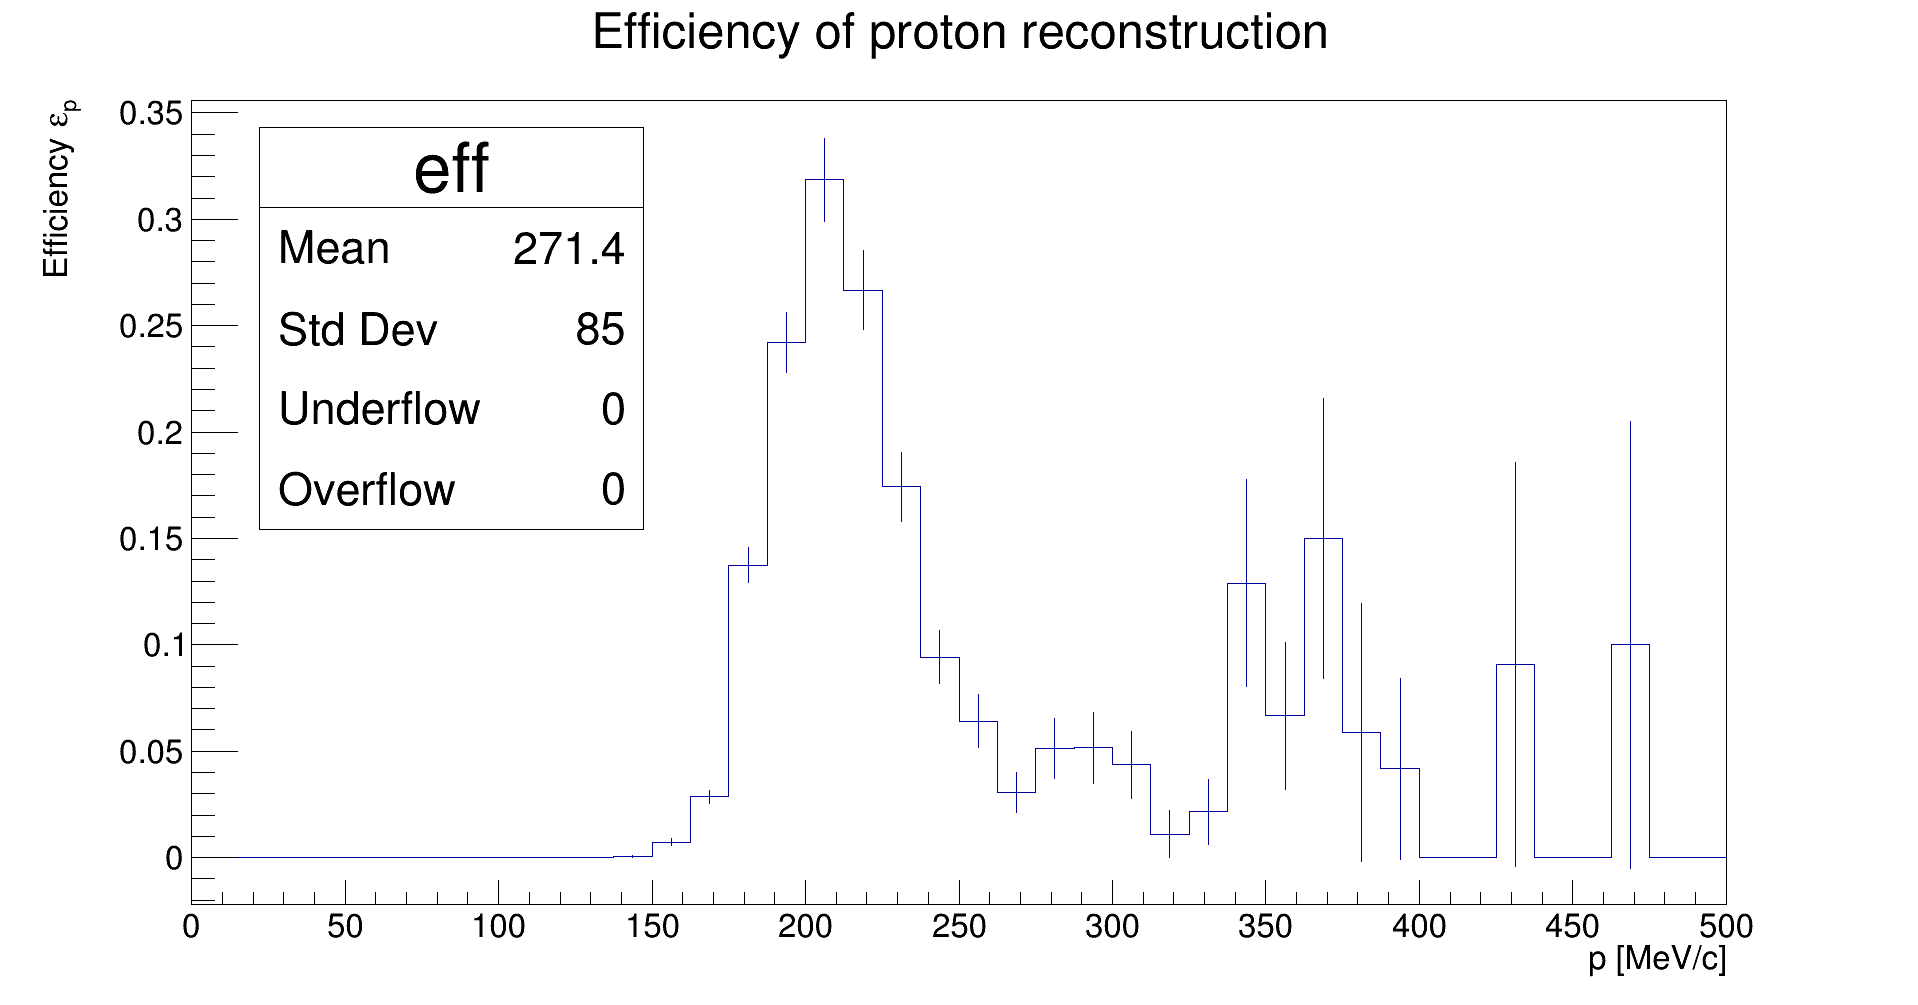 Efficiency of proton reconstruction
Efficiency εp
0.35
0.3
0.25
0.2
0.15
0.1
0.05
0
eff
Mean 271.4
Std Dev 85
Underflow 0
Overflow 0
0 50 100 150 200 250 300 350 400 450 500
p [MeV/c]